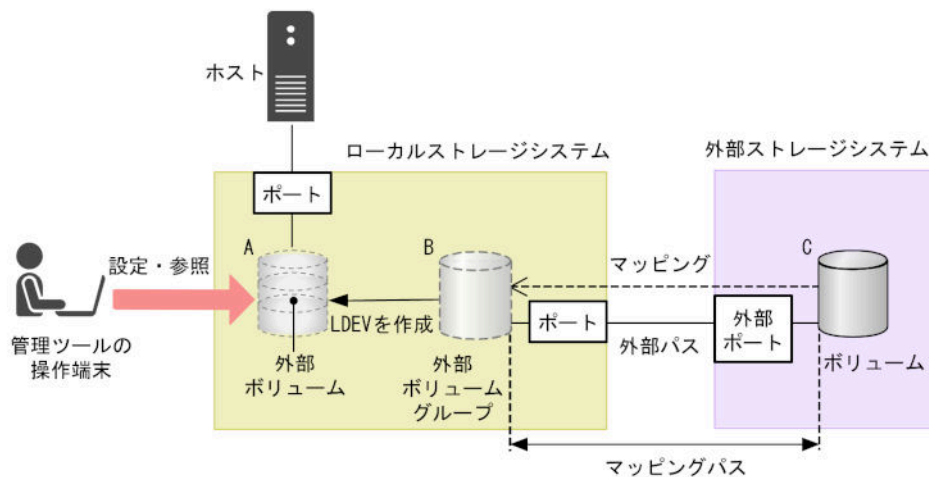 ホスト
ローカルストレージシステム
外部ストレージシステム
ポート
A
B
C
設定・参照
マッピング
LDEVを作成
ポート
外部
ポート
外部パス
管理ツールの
操作端末
外部
ボリューム
外部
ボリューム
グループ
ボリューム
マッピングパス